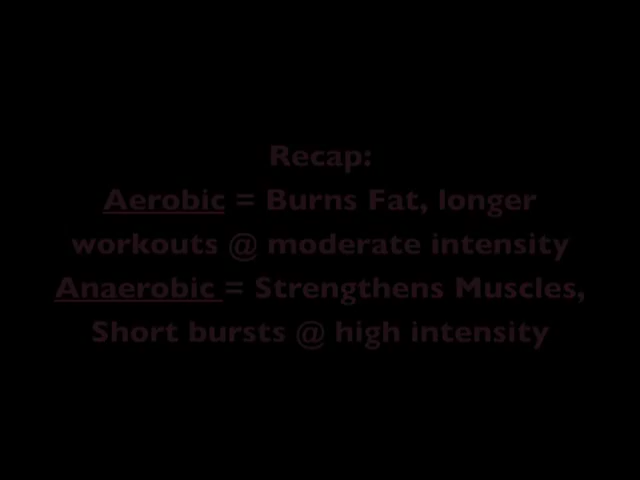 Recap:
Aerobic = Burns Fat, longer
workouts @ moderate intensity
Anaerobic = Strengthens Muscles,
Short bursts @ high intensity